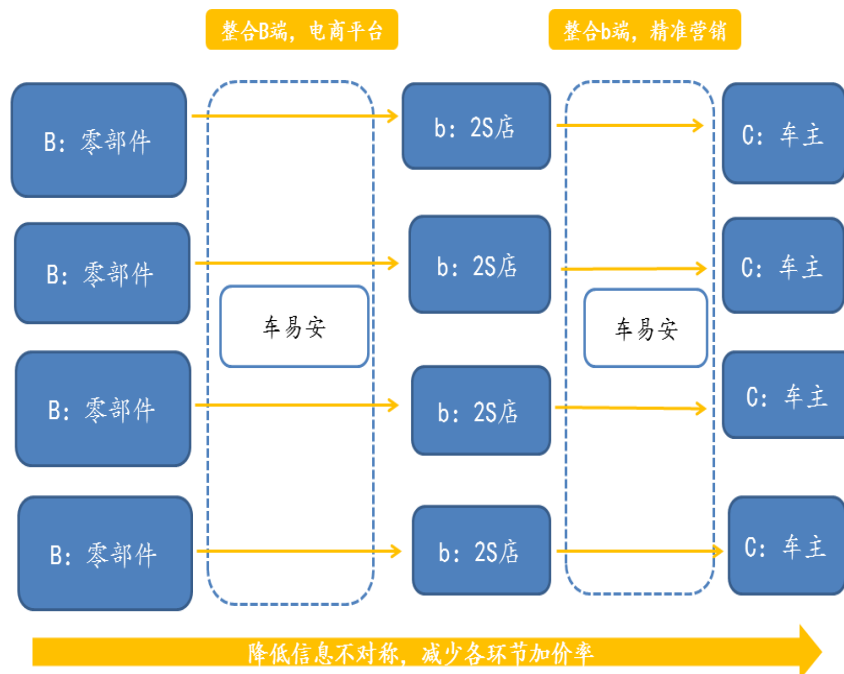 整合B端，电商平台
整合b端，精准营销
B：零部件
b：2S店
C：车主
B：零部件
b：2S店
C：车主
车易安
车易安
B：零部件
b：2S店
C：车主
B：零部件
b：2S店
C：车主
降低信息不对称，减少各环节加价率